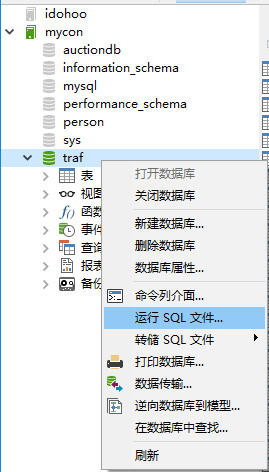 idohoo
mycon
auctiondb
information_schema
mysql
performance_schema
person
sys
traf
表
视图
函数
事件
查询
报表
备份
打开数据库
关闭数据库
新建数据库...
删除数据库
数据库属性...
命令列介面...
运行 SQL 文件...
转储 SQL 文件
打印数据库...
数据传输...
逆向数据库到模型...
在数据库中查找...
刷新